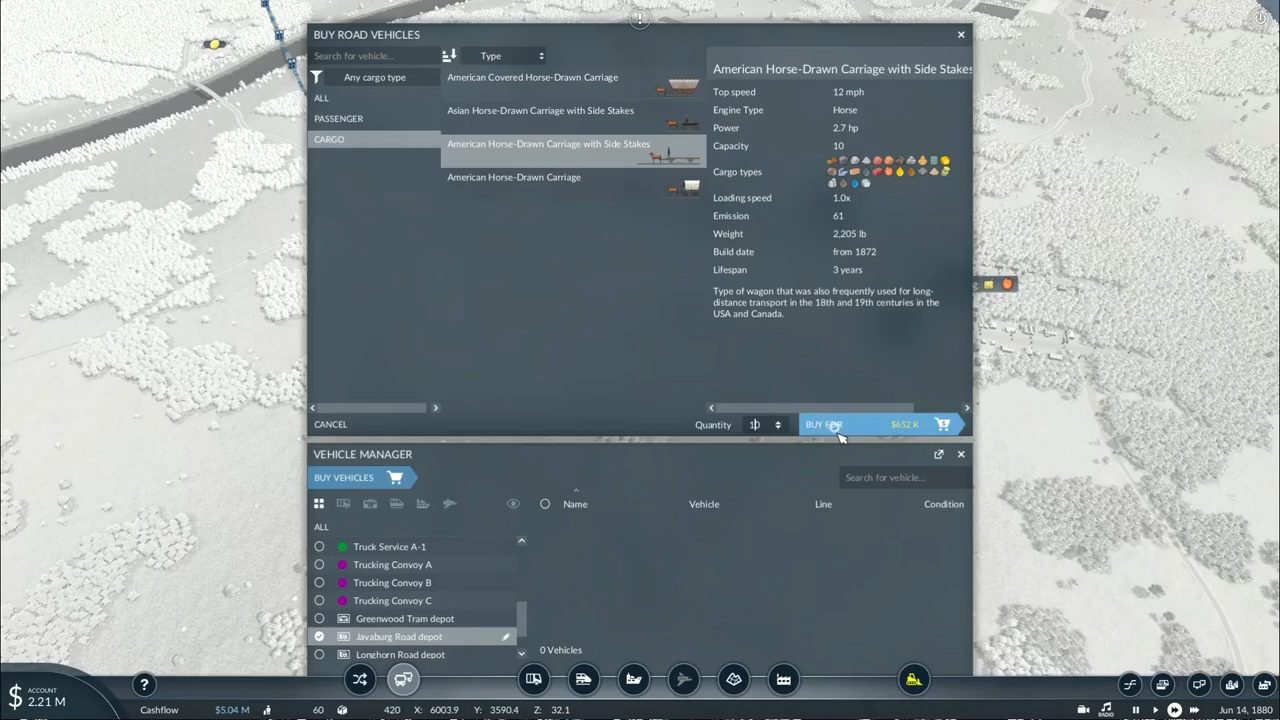 BUY ROAD VEHICLES
Search for vehicle...
Type
Any cargo type
ALL
PASSENGER
CARGO
American Covered Horse-Drawn Carriage
Asian Horse-Drawn Carriage with Side Stakes
American Horse-Drawn Carriage with Side Stakes
American Horse-Drawn Carriage
American Horse-Drawn Carriage with Side Stakes
Top speed 12 mph
Engine Type Horse
Power 2.7 hp
Capacity 10
Cargo types
Loading speed 1.0x
Emission 61
Weight 2,205 lb
Build date from 1872
Lifespan 3 years
Type of wagon that was also frequently used for long-
distance transport in the 18th and 19th centuries in the
USA and Canada.
CANCEL
Quantity 10
BUY FOR $652 K
VEHICLE MANAGER
BUY VEHICLES
Search for vehicle...
Name Vehicle Line Condition
ALL
Truck Service A-1
Trucking Convoy A
Trucking Convoy B
Trucking Convoy C
Greenwood Tram depot
Javaburg Road depot
Longhorn Road depot
0 Vehicles
$ ACCOUNT
2.21 M
?
Cashflow $5.04 M 60 420 X: 6003.9 Y: 3590.4 Z: 32.1
RADIO
Jun 14, 1880